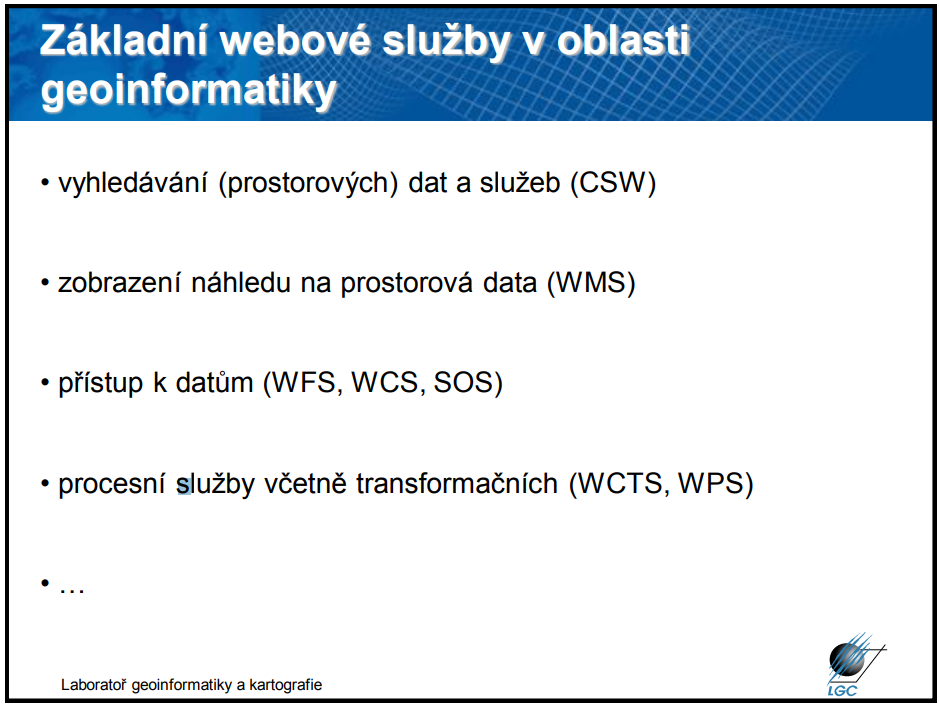 Základní webové služby v oblasti
geoinformatiky
• vyhledávání (prostorových) dat a služeb (CSW)
• zobrazení náhledu na prostorová data (WMS)
• přístup k datům (WFS, WCS, SOS)
• procesní služby včetně transformačních (WCTS, WPS)
• …
Laboratoř geoinformatiky a kartografie
LGC